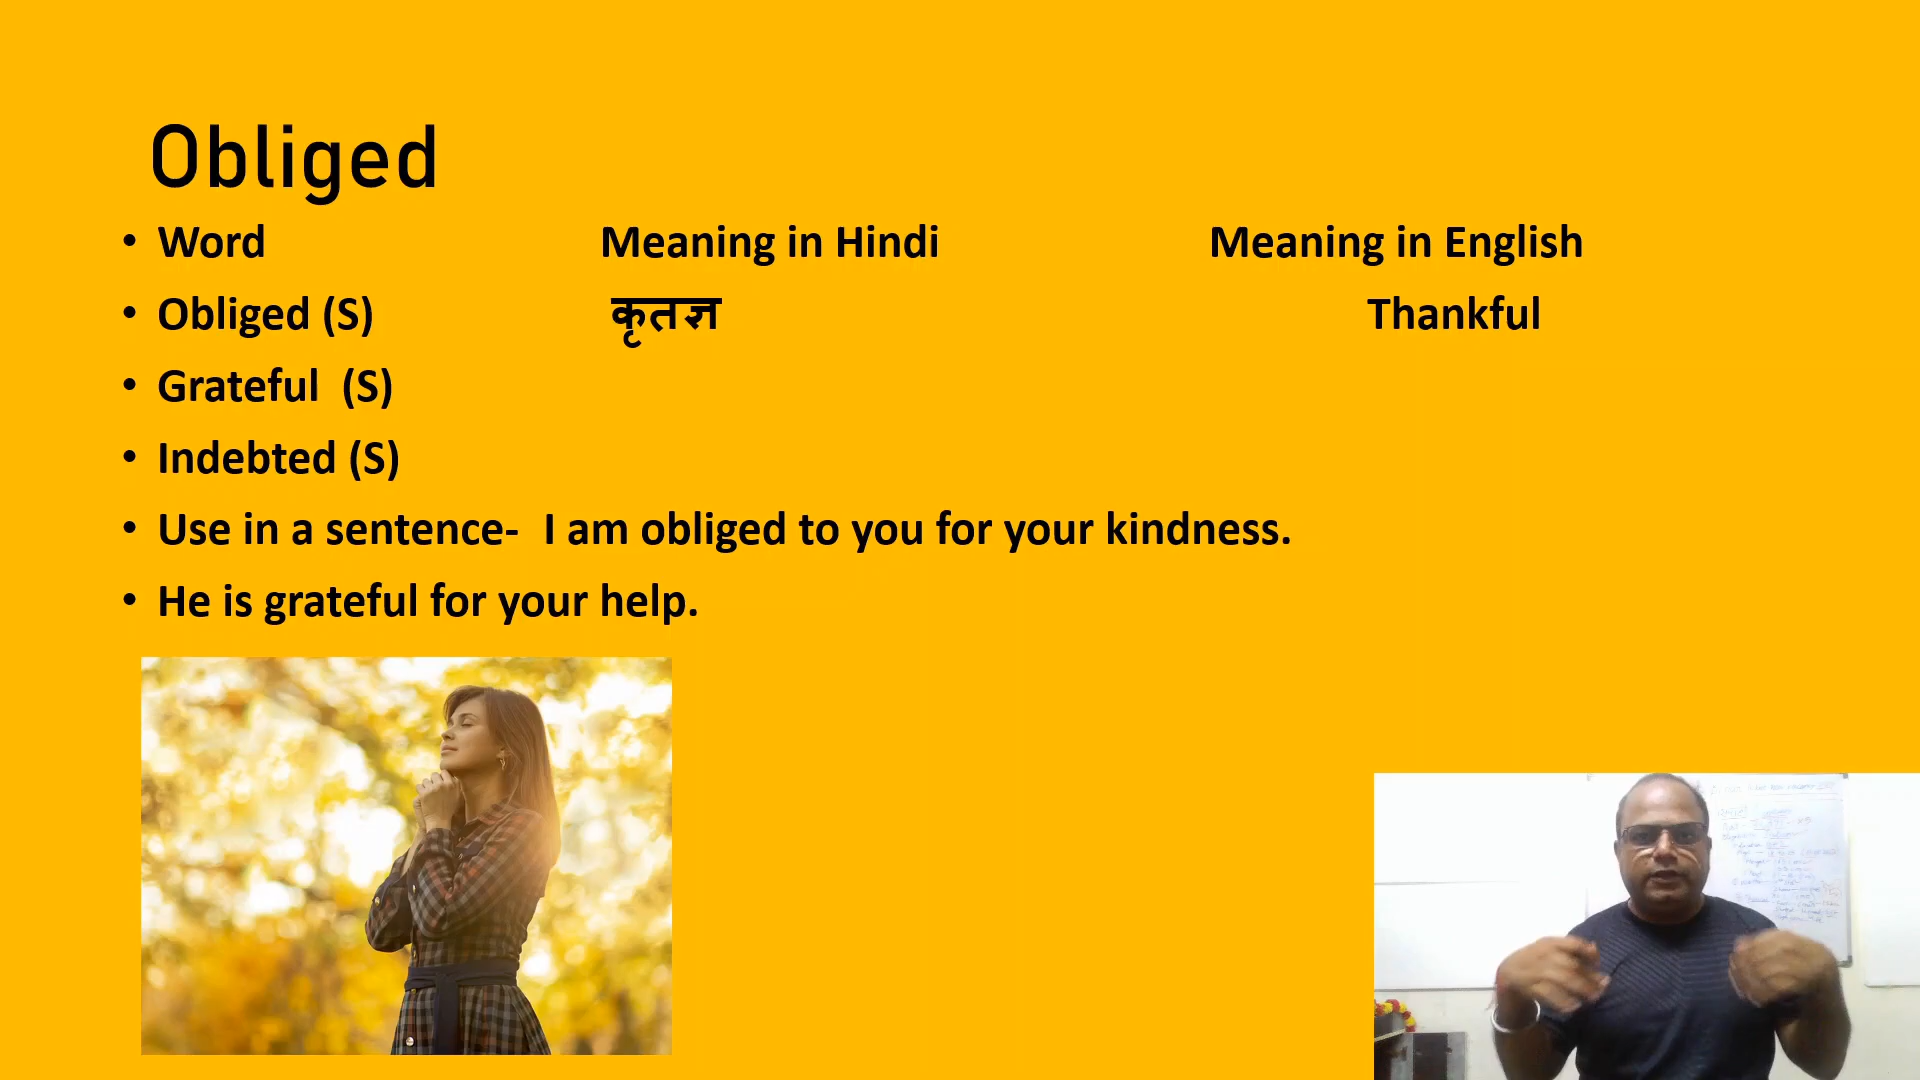 Obliged
• Word Meaning in Hindi Meaning in English
• Obliged (S) कृतज्ञ Thankful
• Grateful (S)
• Indebted (S)
• Use in a sentence- I am obliged to you for your kindness.
• He is grateful for your help.